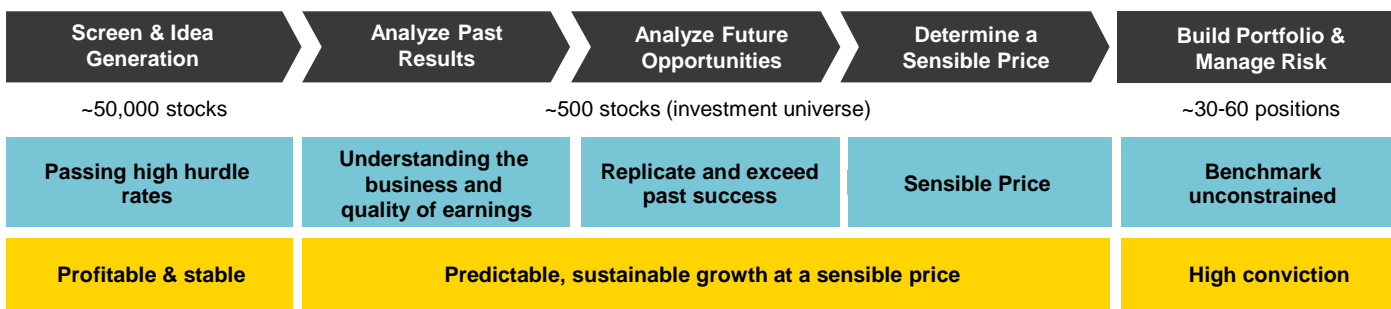 Screen & Idea
Generation
Analyze Past
Results
Analyze Future
Opportunities
Determine a
Sensible Price
Build Portfolio &
Manage Risk
~50,000 stocks
~500 stocks (investment universe)
~30-60 positions
Passing high hurdle
rates
Understanding the
business and
quality of earnings
Replicate and exceed
past success
Sensible Price
Benchmark
unconstrained
Profitable & stable
Predictable, sustainable growth at a sensible price
High conviction